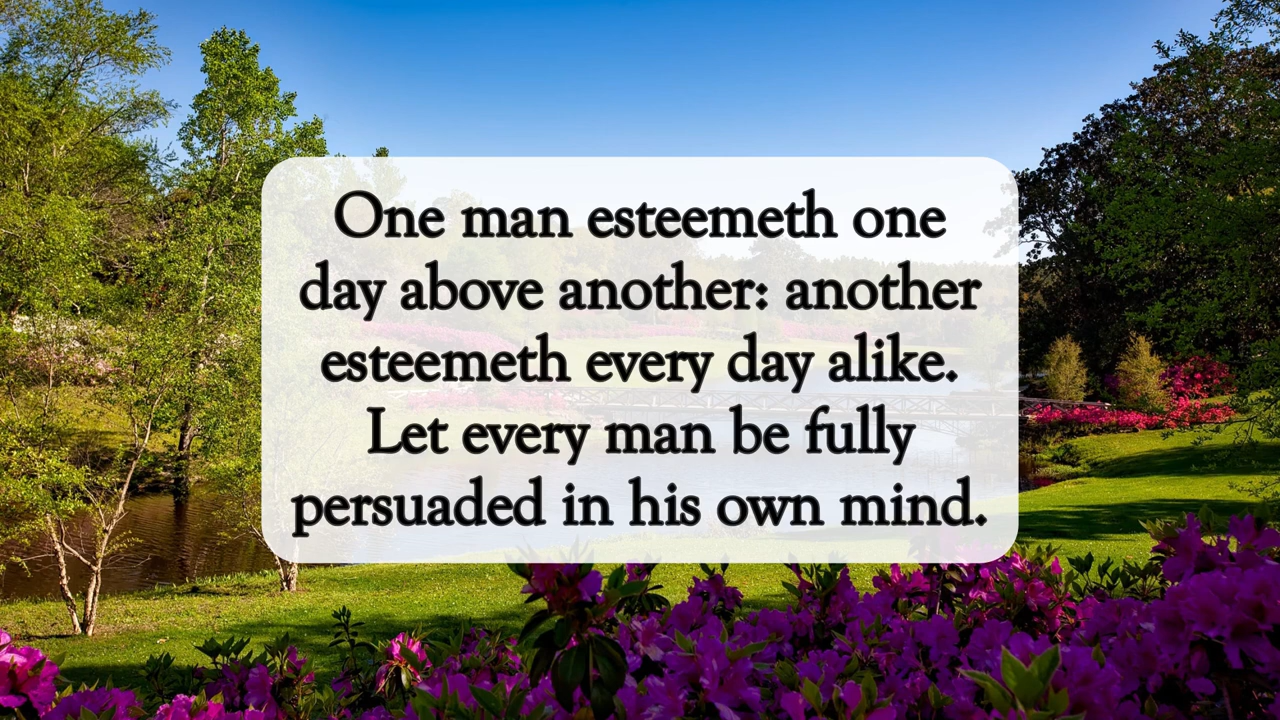 One man esteemeth one
day above another: another
esteemeth every day alike.
Let every man be fully
persuaded in his own mind.